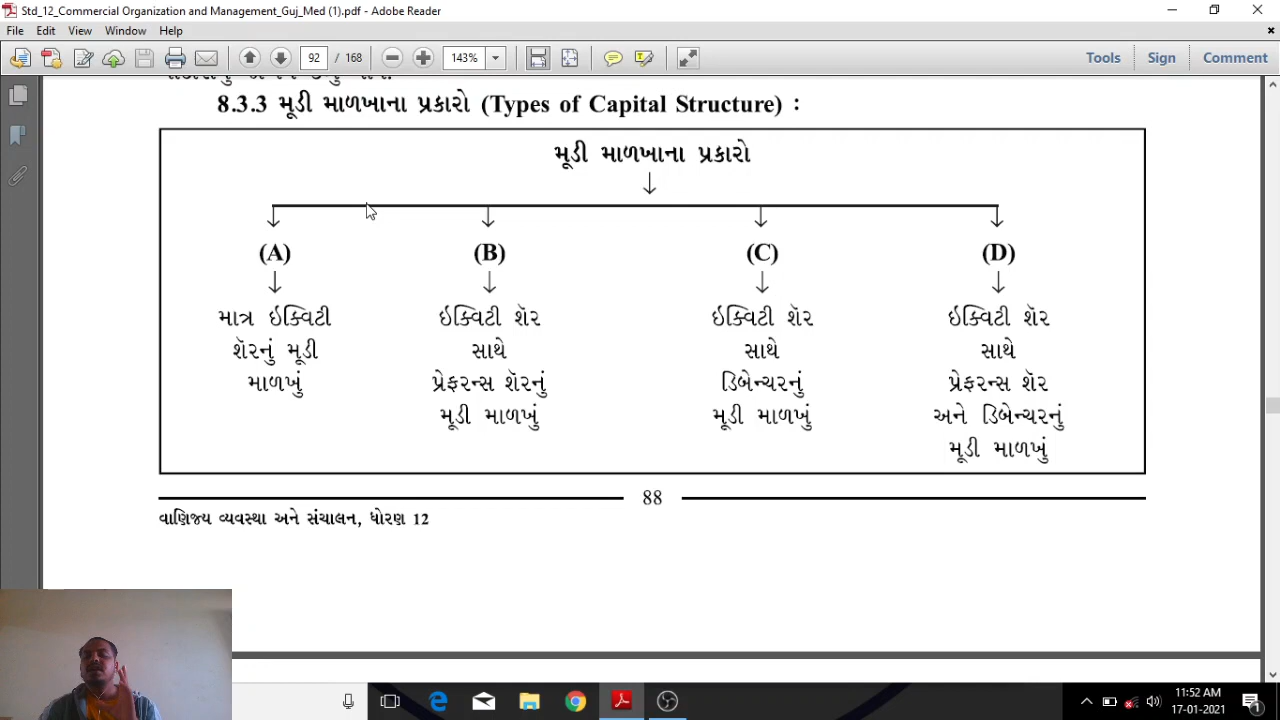 Std_12_Commercial Organization and Management_Guj_Med (1).pdf - Adobe Reader
File Edit View Window Help
92 / 168 143% Tools Sign Comment
8.3.3 મૂડી માળખાના પ્રકારો (Types of Capital Structure) :
મૂડી માળખાના પ્રકારો
(A) (B) (C) (D)
માત્ર ઇક્વિટી ઇક્વિટી શૅર ઇક્વિટી શૅર ઇક્વિટી શૅર
શૅરનું મૂડી સાથે સાથે સાથે
માળખું પ્રેફરન્સ શૅરનું ડિબેન્ચરનું પ્રેફરન્સ શૅર
મૂડી માળખું મૂડી માળખું અને ડિબેન્ચરનું
મૂડી માળખું
88
વાણિજ્ય વ્યવસ્થા અને સંચાલન, ધોરણ 12
11:52 AM
17-01-2021